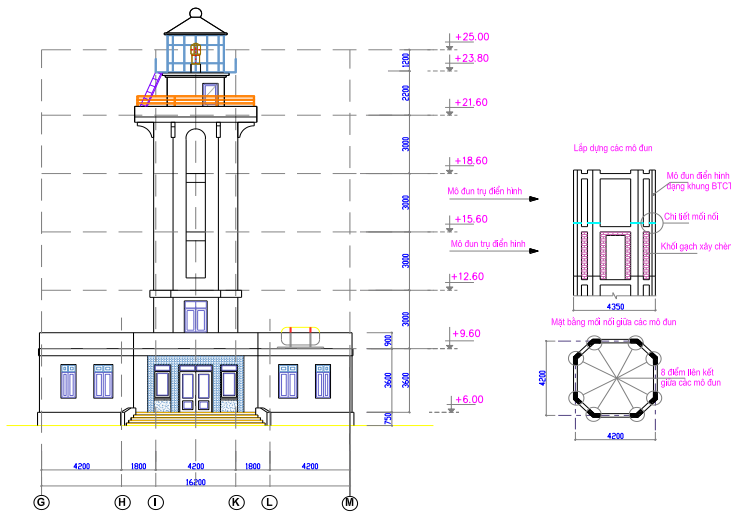 +25.00
+23.80
+21.60
+18.60
+15.60
+12.60
+9.60
+6.00
1200
2200
3000
3000
3000
3000
900
3600
3600
750
4200
1800
4200
1800
4200
16200
G
H
I
K
L
M
Lắp dựng các mô đun
Mô đun trụ điển hình
Mô đun trụ điển hình
Mô đun điển hình
dạng khung BTCT
Chi tiết mối nối
Khối gạch xây chèn
4350
Mặt bằng mối nối giữa các mô đun
4200
8 điểm liên kết
giữa các mô đun
4200